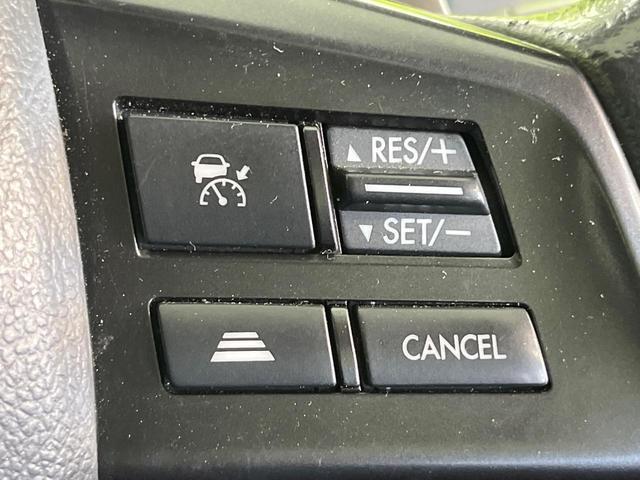 ▲ RES/+
▼ SET/−
CANCEL